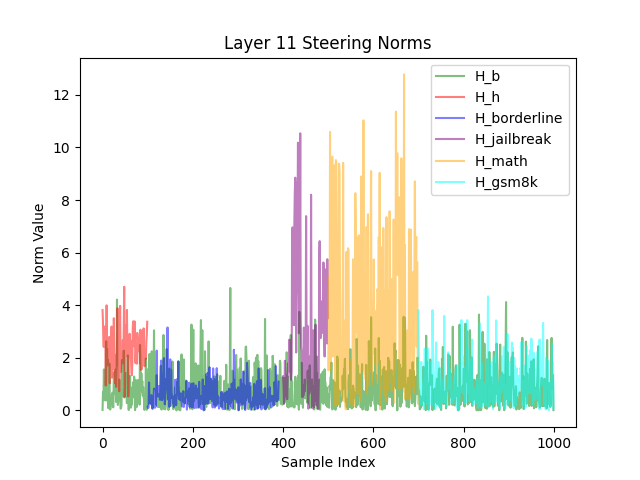 Layer 11 Steering Norms
H_b
H_h
H_borderline
H_jailbreak
H_math
H_gsm8k
Norm Value
12
10
8
6
4
2
0
0 200 400 600 800 1000
Sample Index